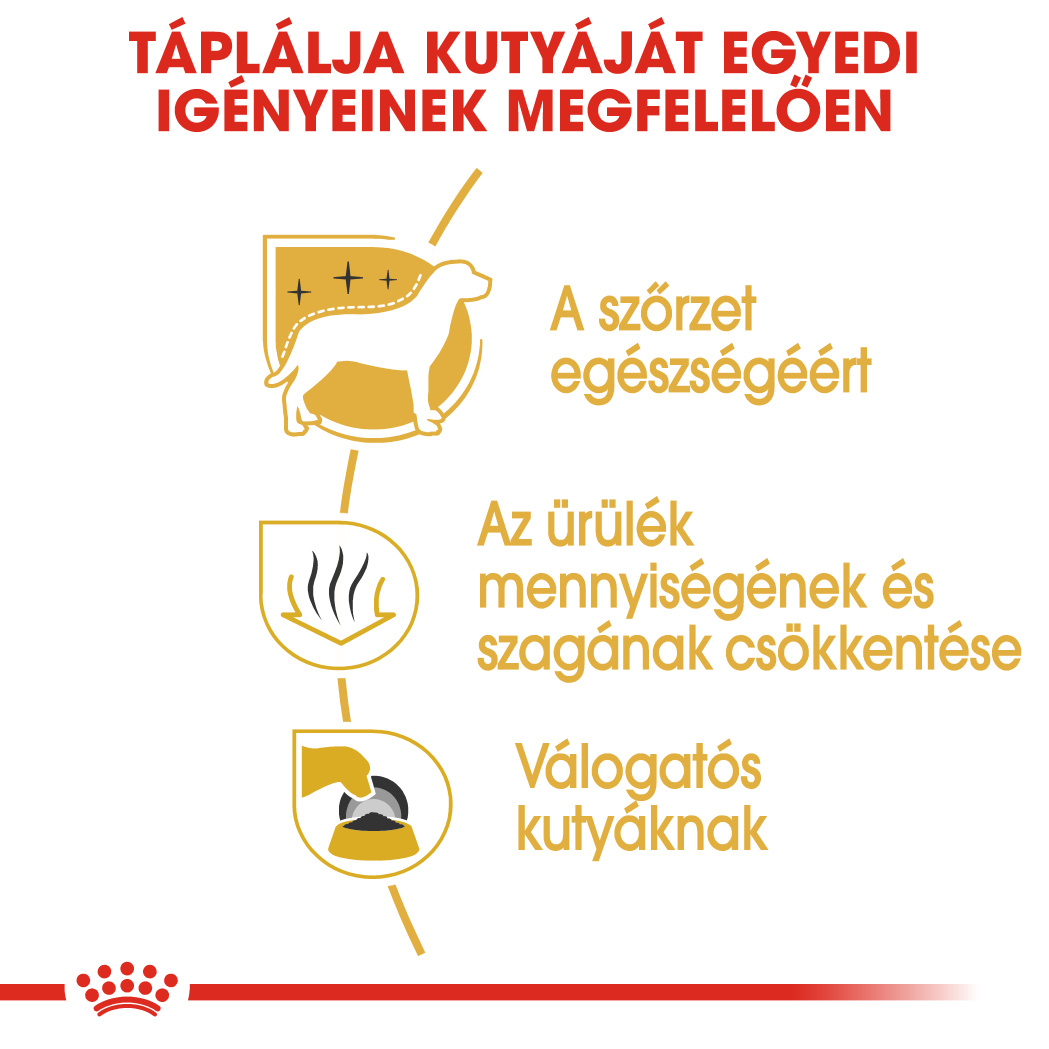 TÁPLÁLJA KUTYÁJÁT EGYEDI
IGÉNYEINEK MEGFELELŐEN
A szőrzet
egészségéért
Az ürülék
mennyiségének és
szagának csökkentése
Válogatós
kutyáknak